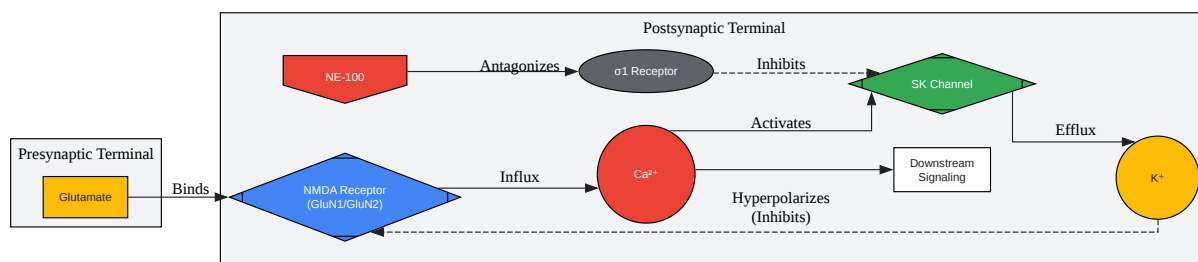 Postsynaptic Terminal
NE-100
Antagonizes
σ1 Receptor
Inhibits
SK Channel
Activates
Efflux
Presynaptic Terminal
Glutamate
Binds
NMDA Receptor
(GluN1/GluN2)
Influx
Ca²⁺
Downstream
Signaling
K⁺
Hyperpolarizes
(Inhibits)